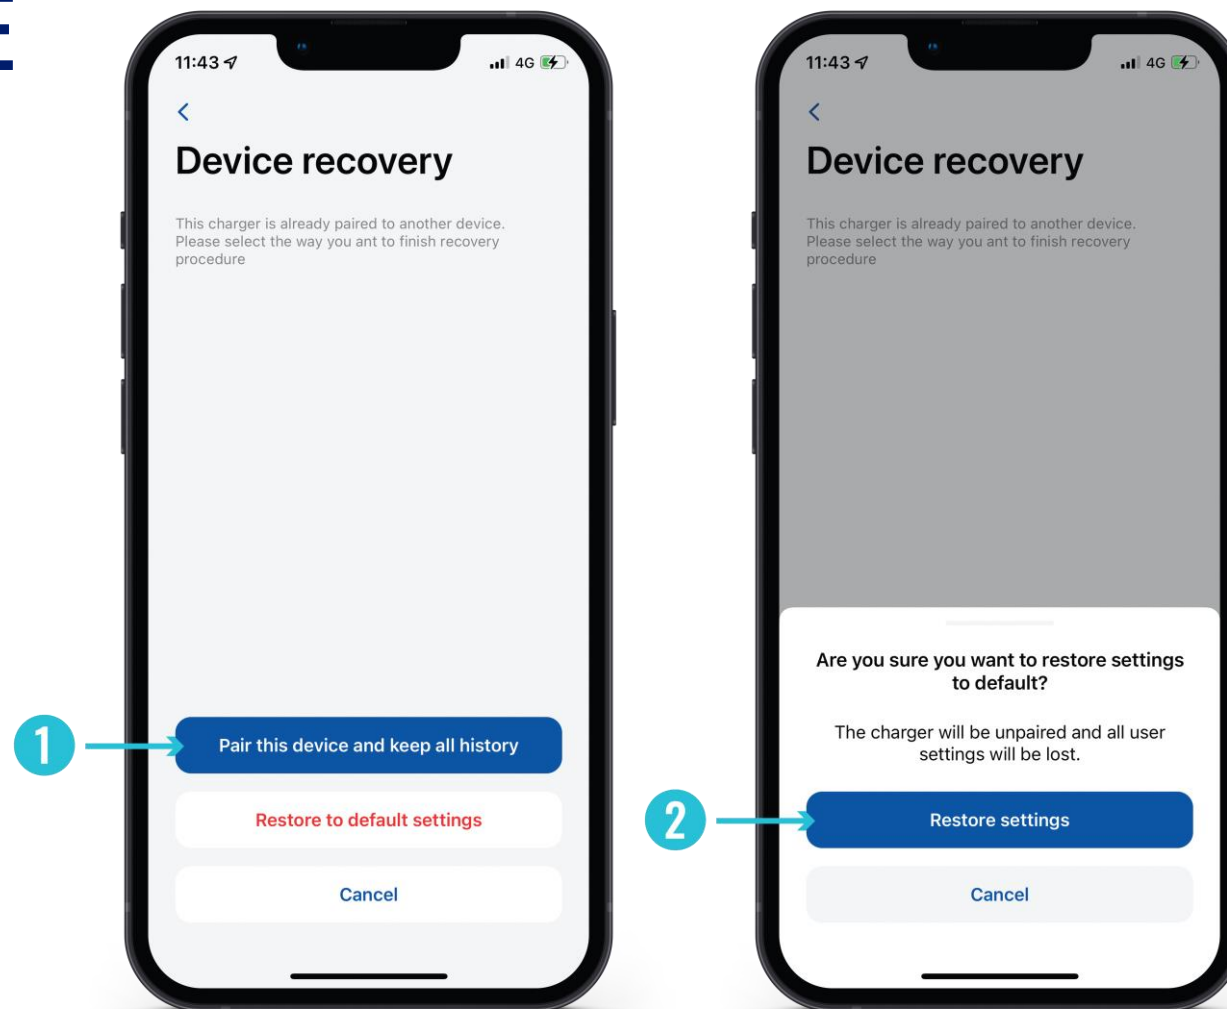 11:43
4G
Device recovery
This charger is already paired to another device.
Please select the way you ant to finish recovery
procedure
1
Pair this device and keep all history
Restore to default settings
Cancel
11:43
4G
Device recovery
This charger is already paired to another device.
Please select the way you ant to finish recovery
procedure
Are you sure you want to restore settings
to default?
The charger will be unpaired and all user
settings will be lost.
2
Restore settings
Cancel